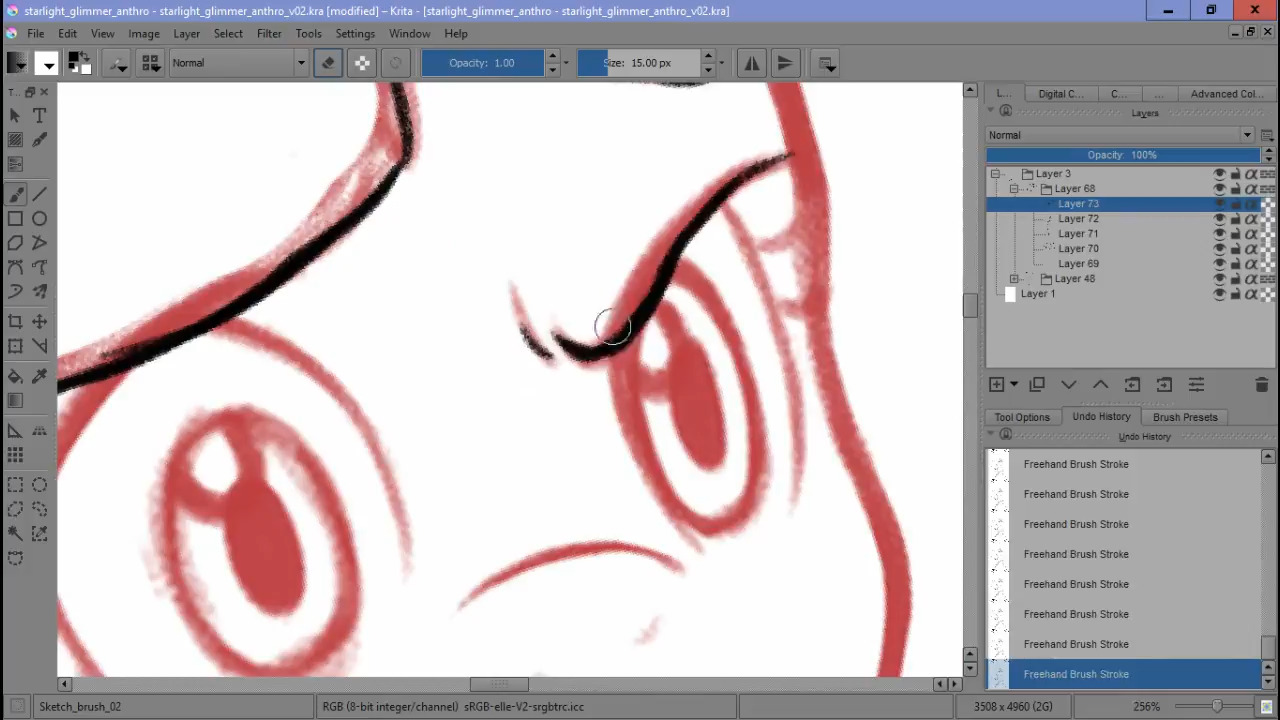 starlight_glimmer_anthro - starlight_glimmer_anthro_v02.kra [modified] – Krita - [starlight_glimmer_anthro - starlight_glimmer_anthro_v02.kra]
File Edit View Image Layer Select Filter Tools Settings Window Help
Normal Opacity: 1.00 Size: 15.00 px
T... L... Digital C... C... ... Advanced Col...
Layers
Normal
Opacity: 100%
Layer 3
Layer 68
Layer 73
Layer 72
Layer 71
Layer 70
Layer 69
Layer 48
Layer 1
Tool Options Undo History Brush Presets
Undo History
Freehand Brush Stroke
Freehand Brush Stroke
Freehand Brush Stroke
Freehand Brush Stroke
Freehand Brush Stroke
Freehand Brush Stroke
Freehand Brush Stroke
Freehand Brush Stroke
Sketch_brush_02 RGB (8-bit integer/channel) sRGB-elle-V2-srgbtrc.icc 3508 x 4960 (2G) 256%